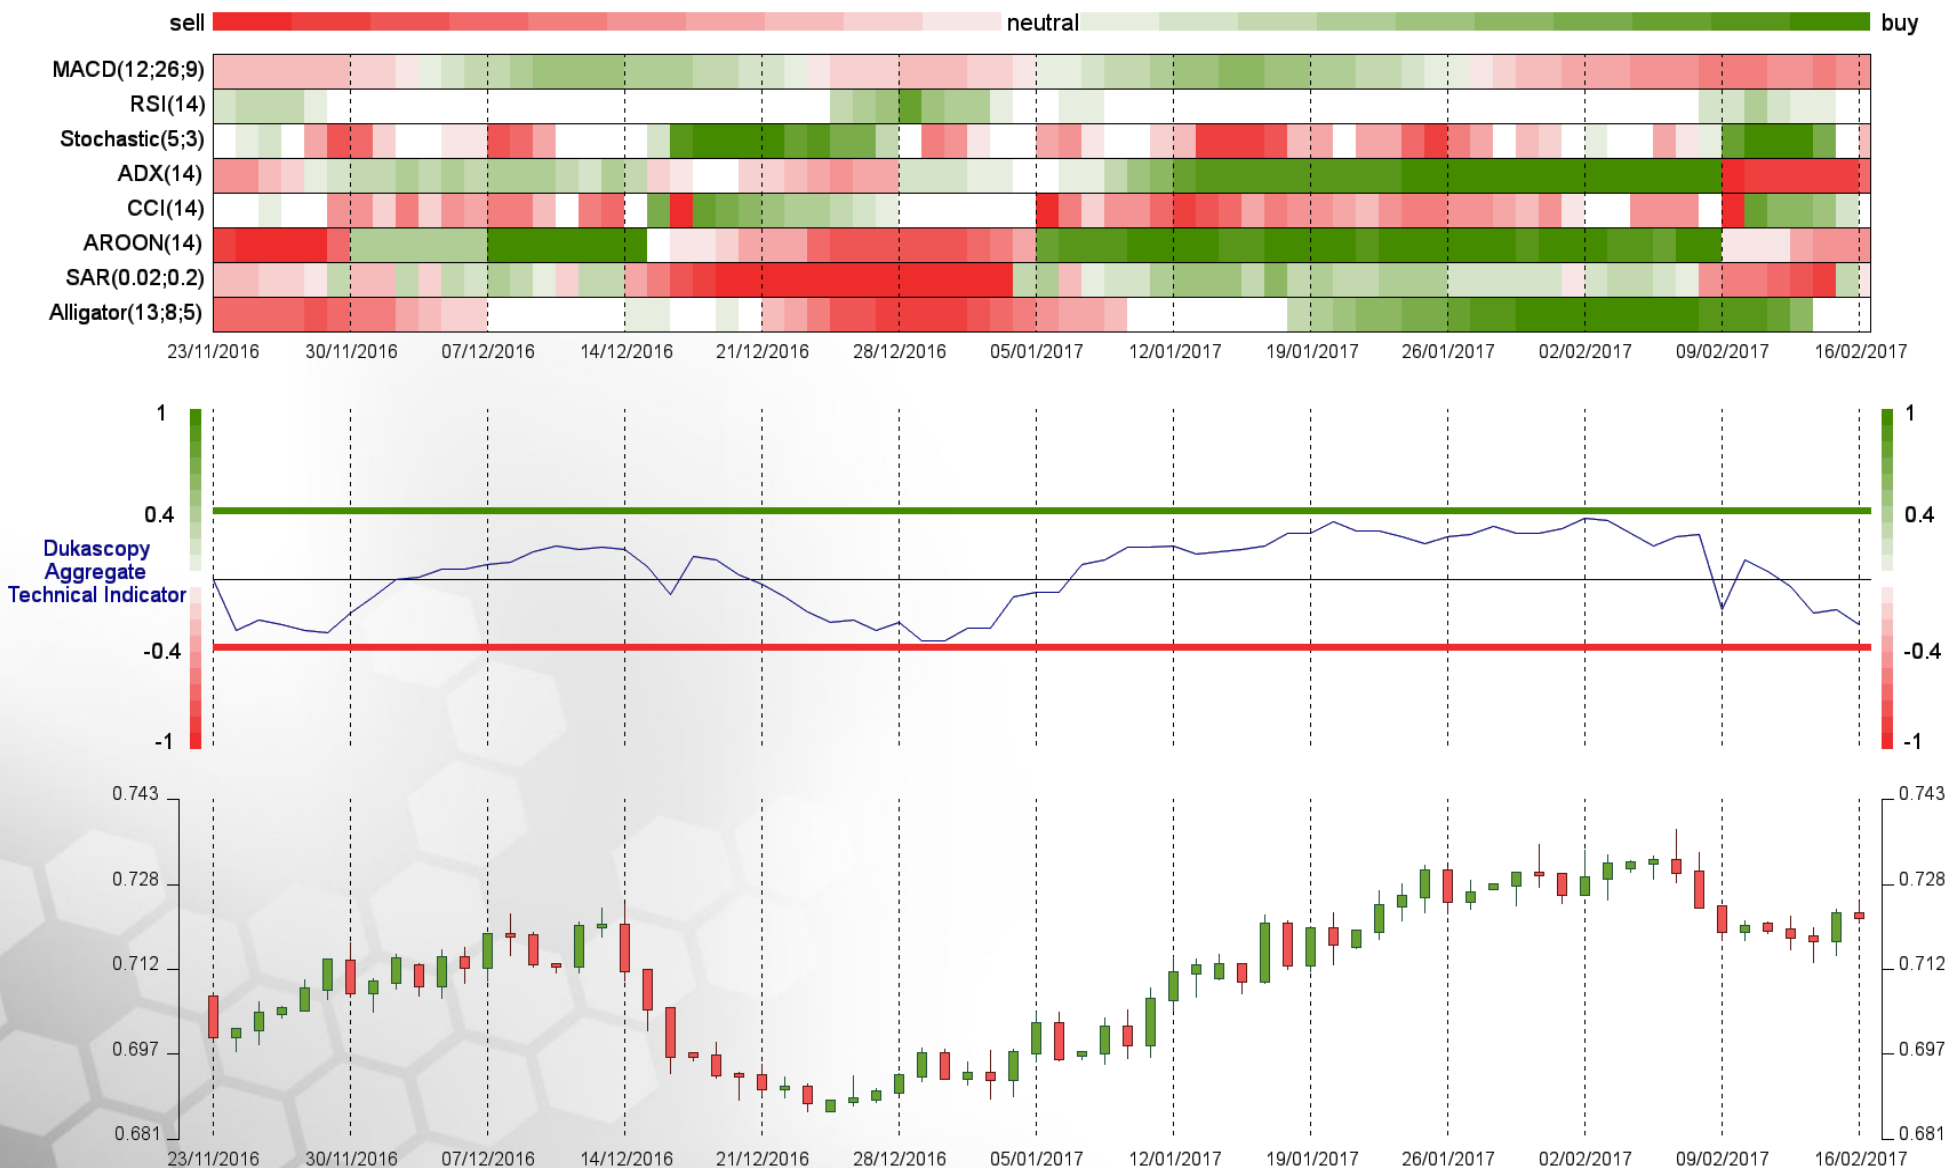 sell neutral buy
MACD(12;26;9)
RSI(14)
Stochastic(5;3)
ADX(14)
CCI(14)
AROON(14)
SAR(0.02;0.2)
Alligator(13;8;5)
23/11/2016 30/11/2016 07/12/2016 14/12/2016 21/12/2016 28/12/2016 05/01/2017 12/01/2017 19/01/2017 26/01/2017 02/02/2017 09/02/2017 16/02/2017
1 1
0.4 0.4
Dukascopy
Aggregate
Technical Indicator
-0.4 -0.4
-1 -1
0.743 0.743
0.728 0.728
0.712 0.712
0.697 0.697
0.681 0.681
23/11/2016 30/11/2016 07/12/2016 14/12/2016 21/12/2016 28/12/2016 05/01/2017 12/01/2017 19/01/2017 26/01/2017 02/02/2017 09/02/2017 16/02/2017